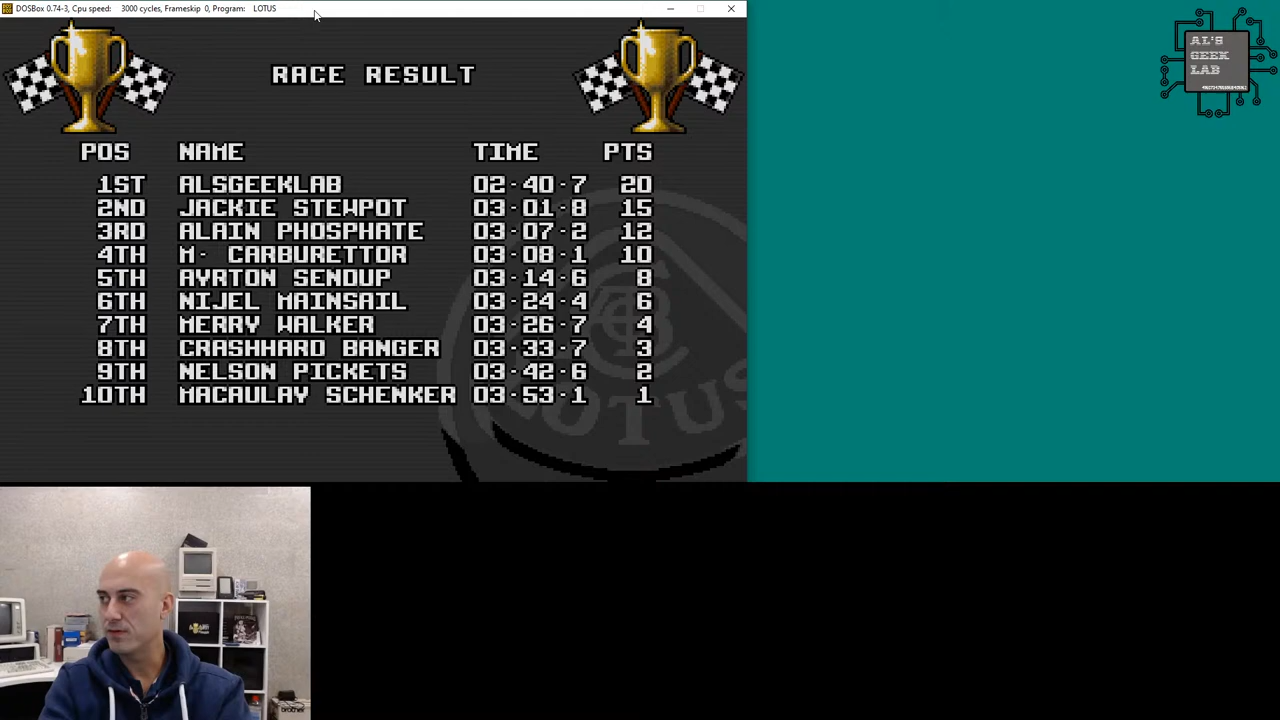 DOSBox 0.74-3, Cpu speed: 3000 cycles, Frameskip 0, Program: LOTUS
AL'S
GEEK
LAB
RACE RESULT
POS NAME TIME PTS
1ST ALSGEEKLAB 02-40-7 20
2ND JACKIE STEWPOT 03-01-8 15
3RD ALAIN PHOSPHATE 03-07-2 12
4TH M- CARBURETTOR 03-08-1 10
5TH AYRTON SENDUP 03-14-6 8
6TH NIJEL MAINSAIL 03-24-4 6
7TH MERRY WALKER 03-26-7 4
8TH CRASHHARD BANGER 03-33-7 3
9TH NELSON PICKETS 03-42-6 2
10TH MACAULAY SCHENKER 03-53-1 1
LOTUS
brother